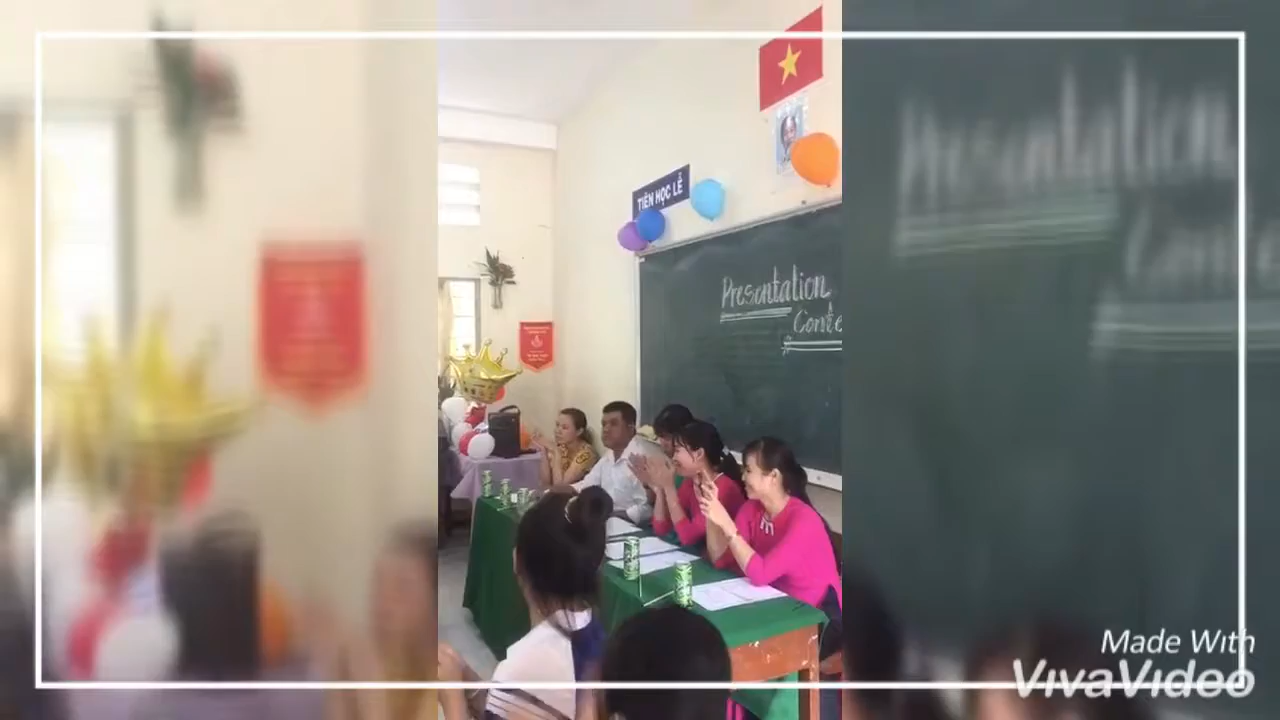 TIÊN HỌC LỄ
Presentation
Conte
Made With
VivaVideo